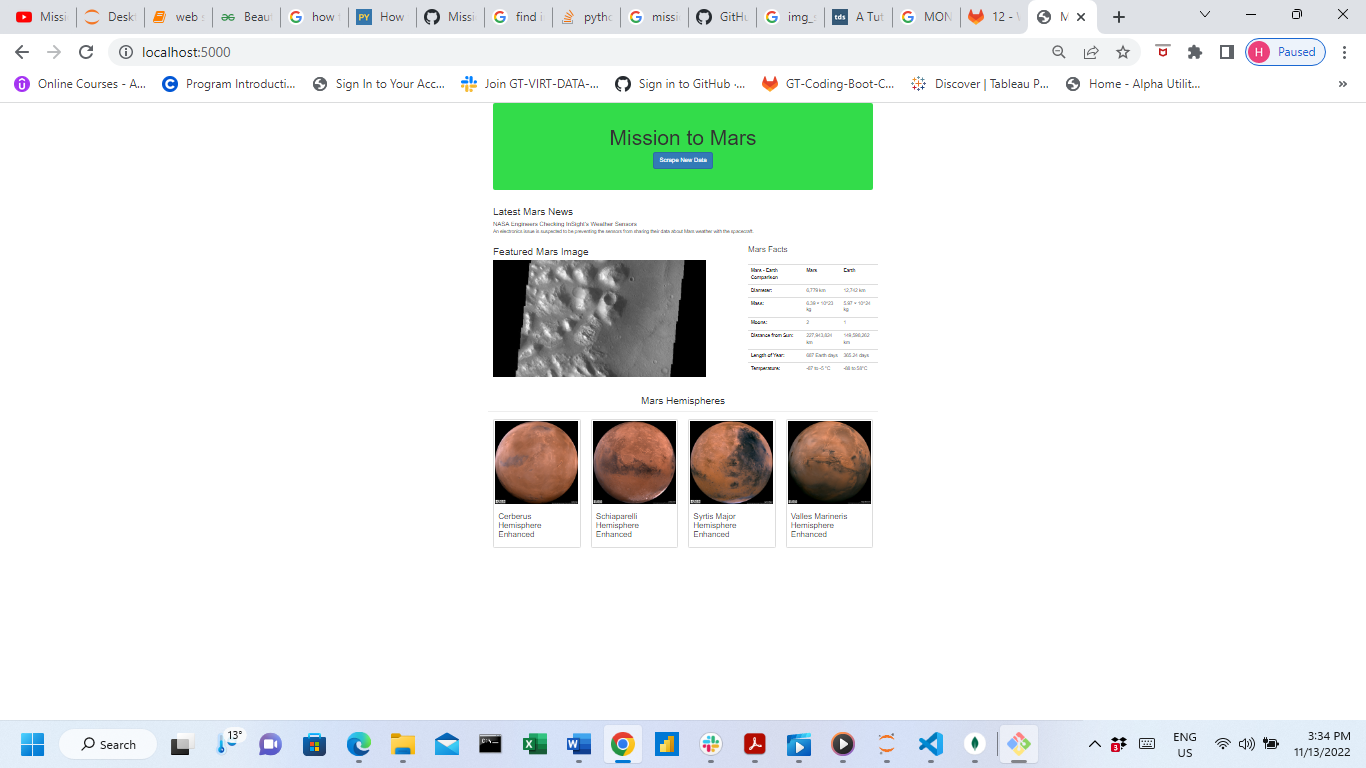 Missi
Deskt
web s
Beaut
how t
PY
How
Missi
find i
pytho
missi
GitHu
img_s
tds
A Tut
MON
12 - V
M
localhost:5000
H
Paused
Online Courses - A...
Program Introducti...
Sign In to Your Acc...
Join GT-VIRT-DATA-...
Sign in to GitHub ·...
GT-Coding-Boot-C...
Discover | Tableau P...
Home - Alpha Utilit...
»
Mission to Mars
Scrape New Data
Latest Mars News
NASA Engineers Checking InSight's Weather Sensors
An electronics issue is suspected to be preventing the sensors from sharing their data about Mars weather with the spacecraft.
Featured Mars Image
Mars Facts
Mars - Earth Mars Earth
Comparison
Diameter: 6,779 km 12,742 km
Mass: 6.39 × 10^23 5.97 × 10^24
kg kg
Moons: 2 1
Distance from Sun: 227,943,824 149,598,262
km km
Length of Year: 687 Earth days 365.24 days
Temperature: -87 to -5 °C -88 to 58°C
Mars Hemispheres
Cerberus
Hemisphere
Enhanced
Schiaparelli
Hemisphere
Enhanced
Syrtis Major
Hemisphere
Enhanced
Valles Marineris
Hemisphere
Enhanced
Search
13°
3
ENG
US
3:34 PM
11/13/2022